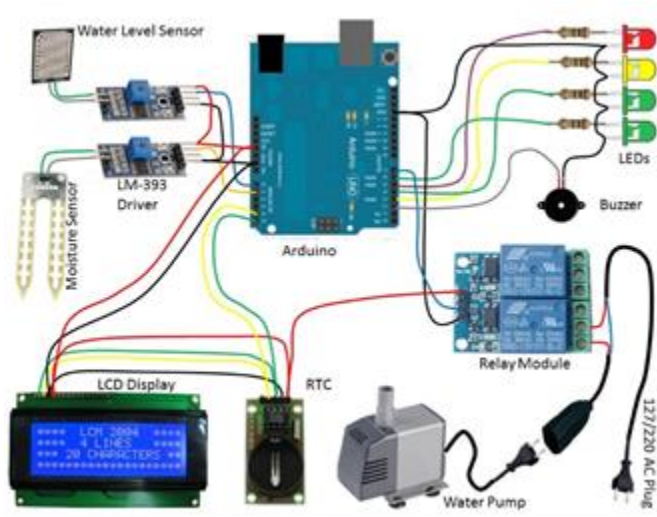 Water Level Sensor
LM-393
Driver
Moisture Sensor
Arduino
LEDs
Buzzer
Relay Module
LCD Display
RTC
LCM 2004
4 LINES
20 CHARACTERS
Water Pump
127/220 AC Plug